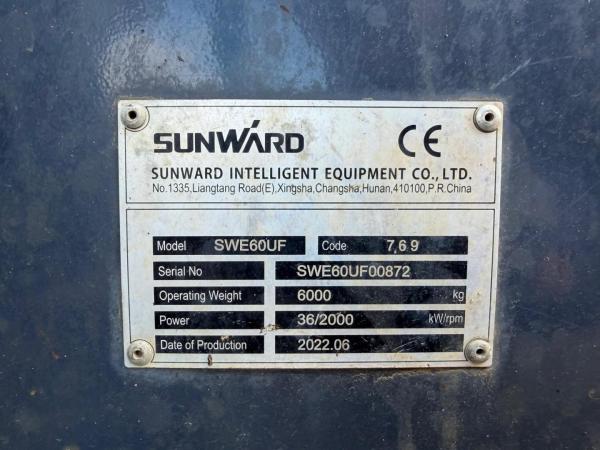 SUNWARD CE
SUNWARD INTELLIGENT EQUIPMENT CO., LTD.
No.1335,Liangtang Road(E),Xingsha,Changsha,Hunan,410100,P.R.China
Model SWE60UF Code 7,6 9
Serial No SWE60UF00872
Operating Weight 6000 kg
Power 36/2000 kW/rpm
Date of Production 2022.06